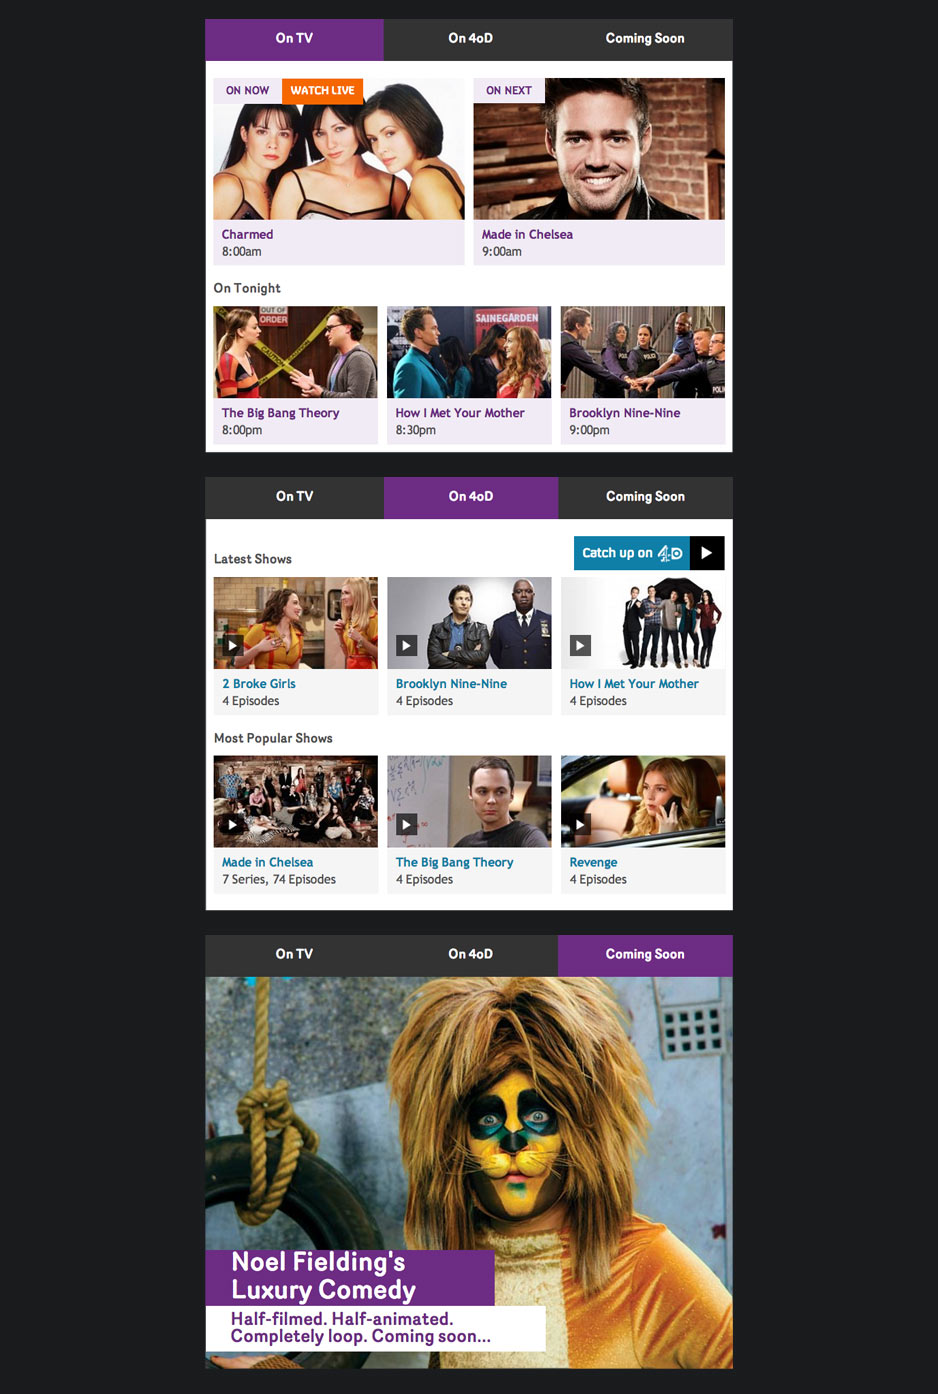 On TV
On 4oD
Coming Soon
ON NOW
WATCH LIVE
ON NEXT
Charmed
8:00am
Made in Chelsea
9:00am
On Tonight
OUT OF
ORDER
CAUTION
SAINEGARDEN
POLICE
POLICE
The Big Bang Theory
8:00pm
How I Met Your Mother
8:30pm
Brooklyn Nine-Nine
9:00pm
On TV
On 4oD
Coming Soon
Latest Shows
Catch up on 4oD
2 Broke Girls
4 Episodes
Brooklyn Nine-Nine
4 Episodes
How I Met Your Mother
4 Episodes
Most Popular Shows
Made in Chelsea
7 Series, 74 Episodes
The Big Bang Theory
4 Episodes
Revenge
4 Episodes
On TV
On 4oD
Coming Soon
Noel Fielding's
Luxury Comedy
Half-filmed. Half-animated.
Completely loop. Coming soon...